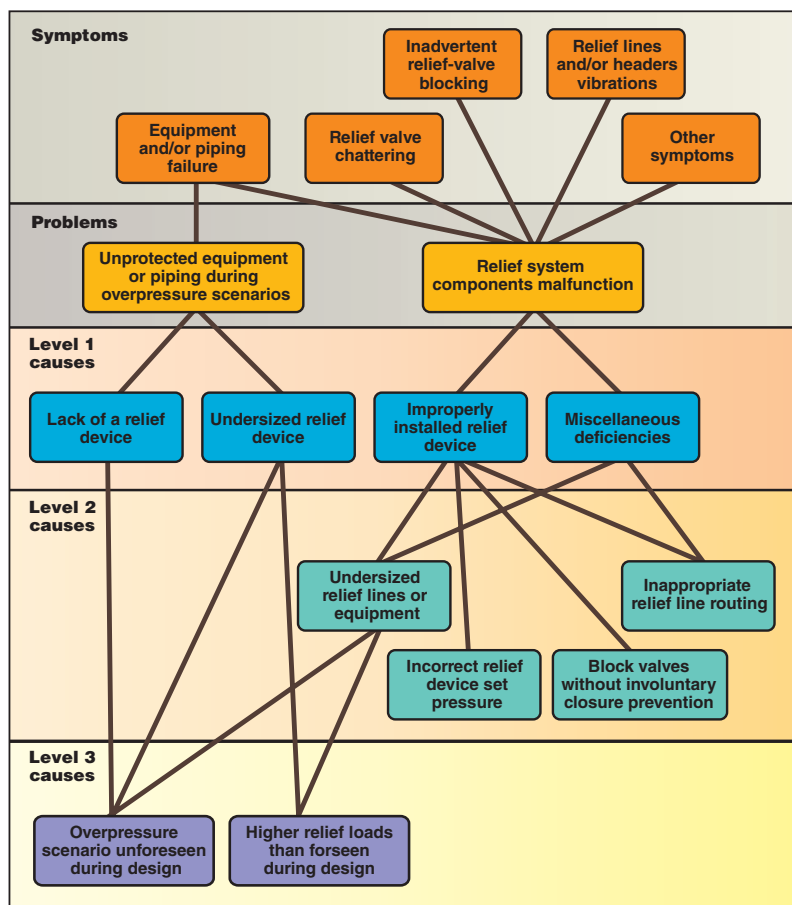 Symptoms
Inadvertent
relief-valve
blocking
Relief lines
and/or headers
vibrations
Equipment
and/or piping
failure
Relief valve
chattering
Other
symptoms
Problems
Unprotected equipment
or piping during
overpressure scenarios
Relief system
components malfunction
Level 1
causes
Lack of a relief
device
Undersized relief
device
Improperly
installed relief
device
Miscellaneous
deficiencies
Level 2
causes
Undersized
relief lines or
equipment
Inappropriate
relief line routing
Incorrect relief
device set
pressure
Block valves
without involuntary
closure prevention
Level 3
causes
Overpressure
scenario unforeseen
during design
Higher relief loads
than forseen
during design